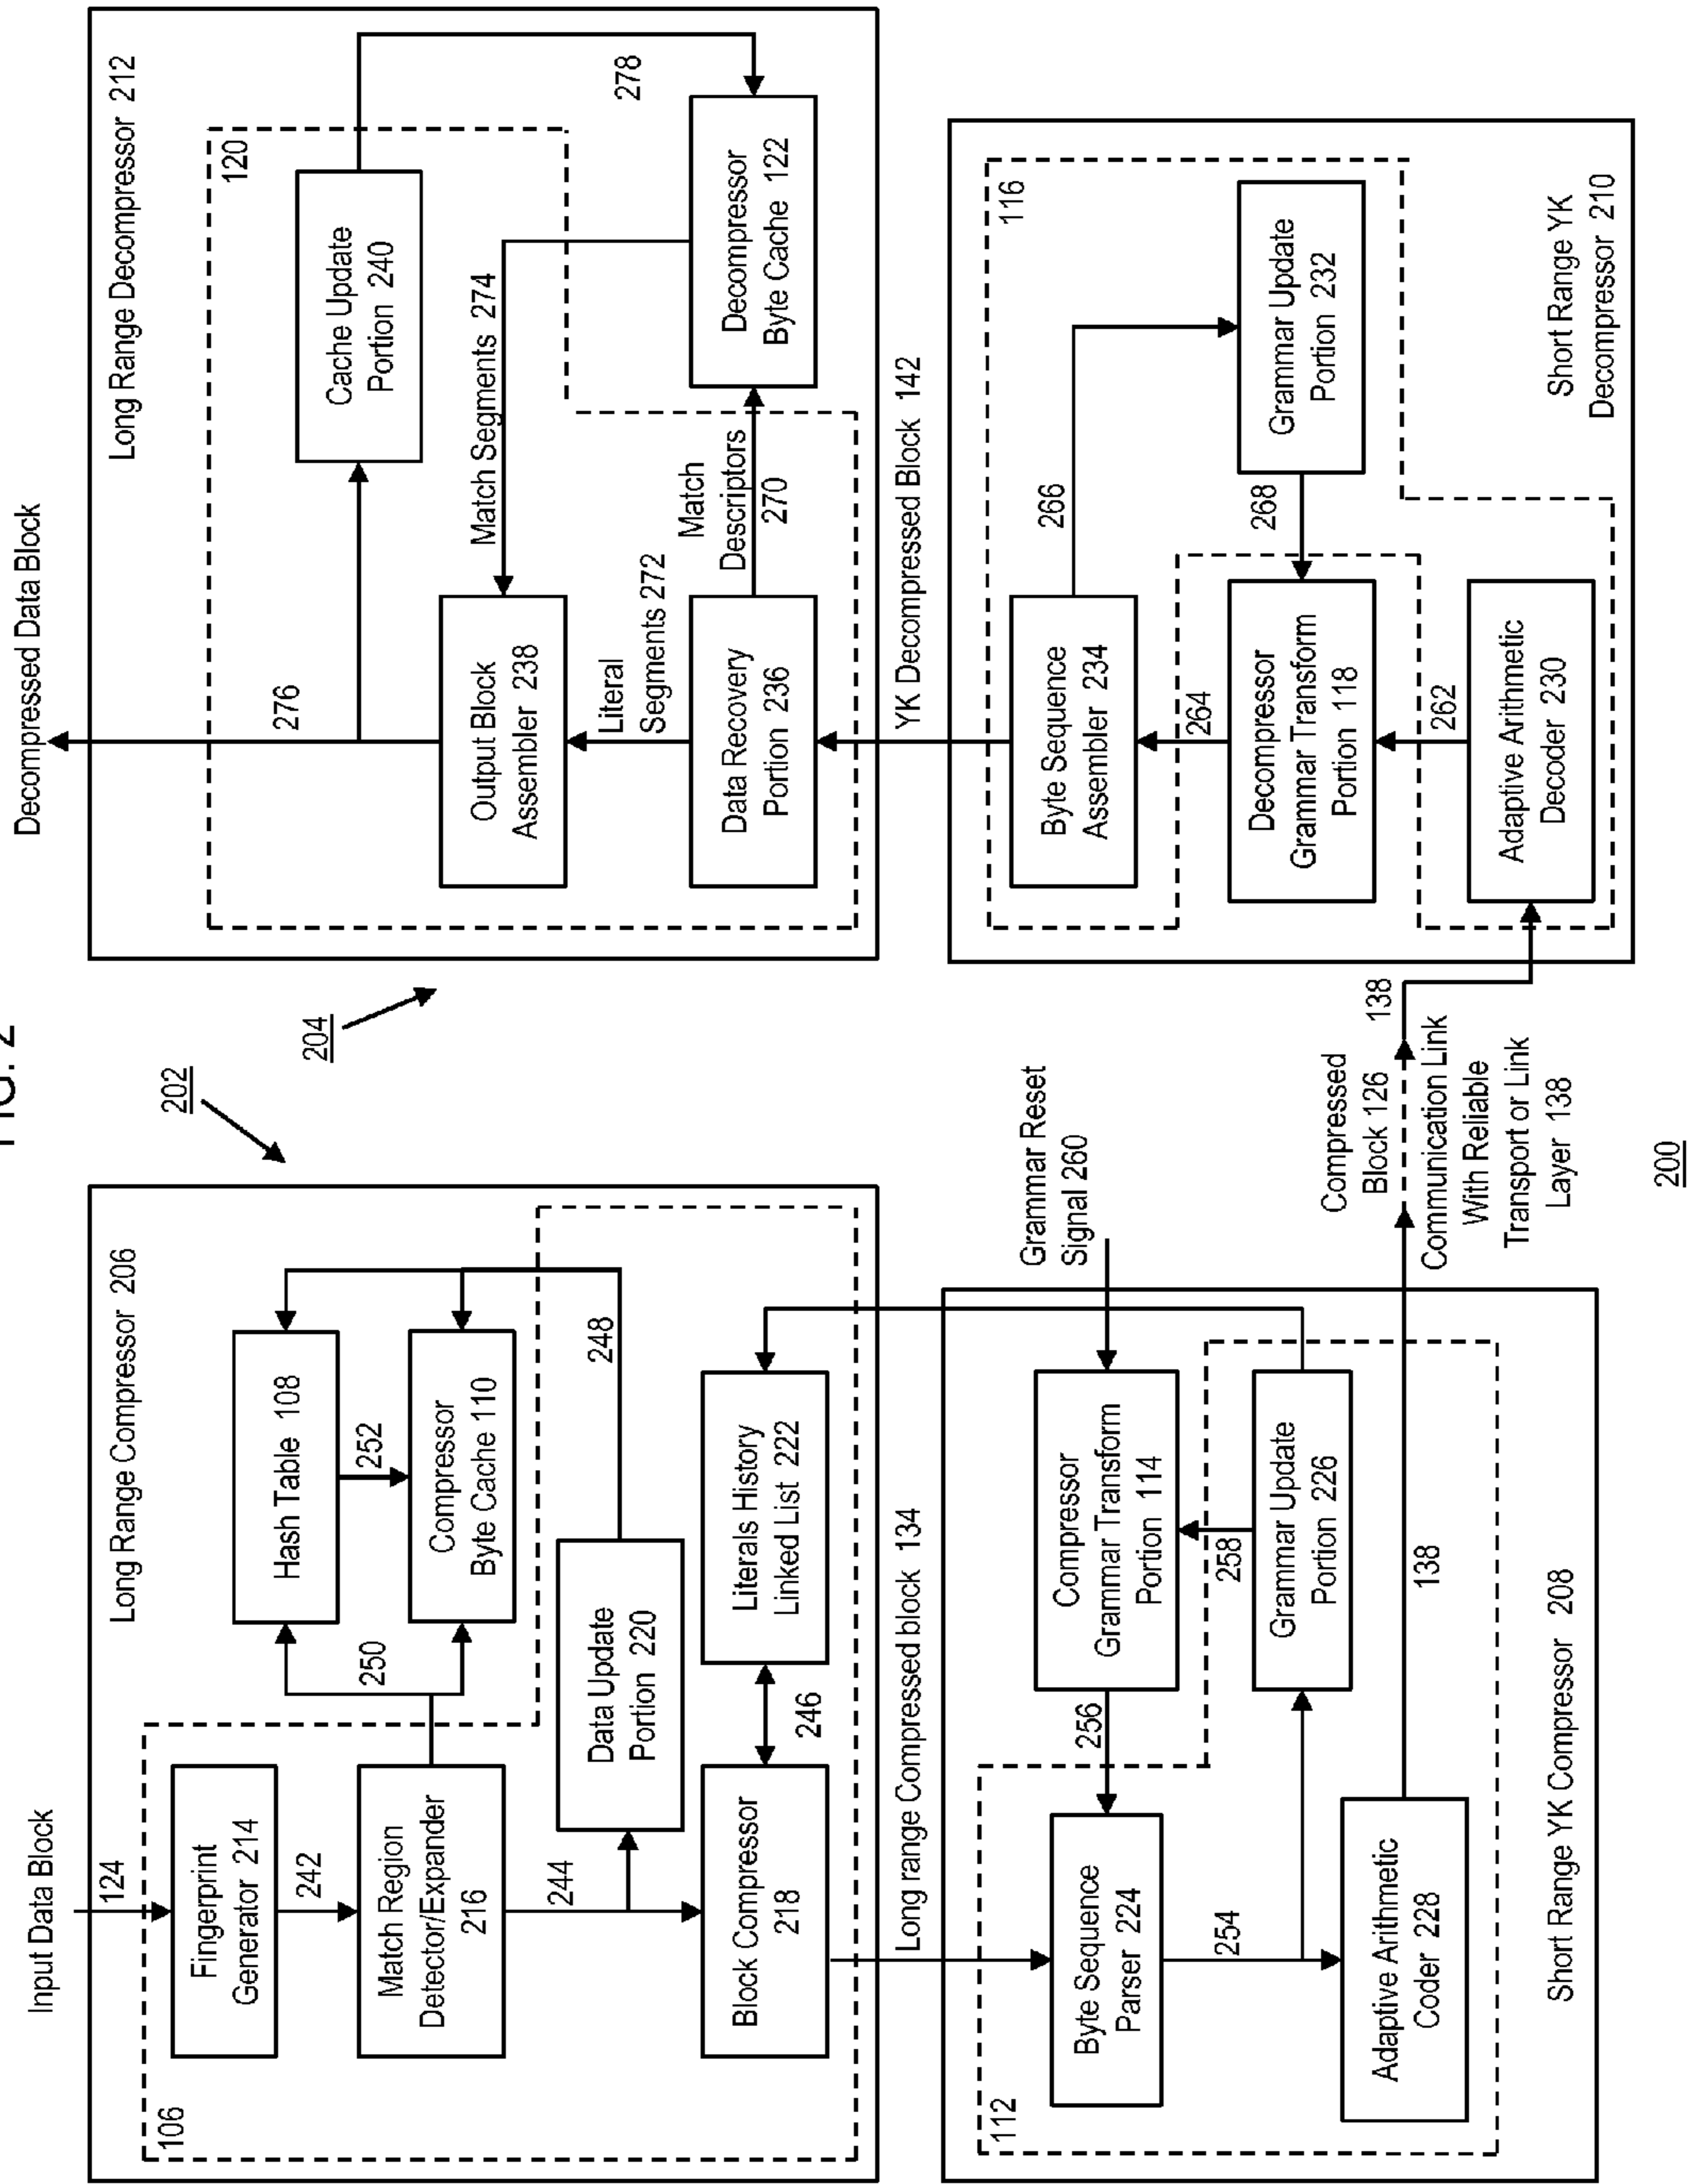 FIG. 2
Input Data Block
124
Long Range Compressor 206
106
Fingerprint
Generator 214
242
Match Region
Detector/Expander
216
250
Hash Table 108
252
Compressor
Byte Cache 110
244
Data Update
Portion 220
248
Block Compressor
218
246
Literals History
Linked List 222
202
Long range Compressed block 134
Grammar Reset
Signal 260
112
Byte Sequence
Parser 224
256
Compressor
Grammar Transform
Portion 114
258
254
Grammar Update
Portion 226
Adaptive Arithmetic
Coder 228
138
Short Range YK Compressor 208
Compressed
Block 126
138
Communication Link
With Reliable
Transport or Link
Layer 138
200
Decompressed Data Block
204
Long Range Decompressor 212
120
276
Cache Update
Portion 240
278
Output Block
Assembler 238
Match Segments 274
Literal
Segments 272
Match
Descriptors
270
Data Recovery
Portion 236
Decompressor
Byte Cache 122
YK Decompressed Block 142
116
Byte Sequence
Assembler 234
266
264
Decompressor
Grammar Transform
Portion 118
268
Grammar Update
Portion 232
262
Adaptive Arithmetic
Decoder 230
Short Range YK
Decompressor 210